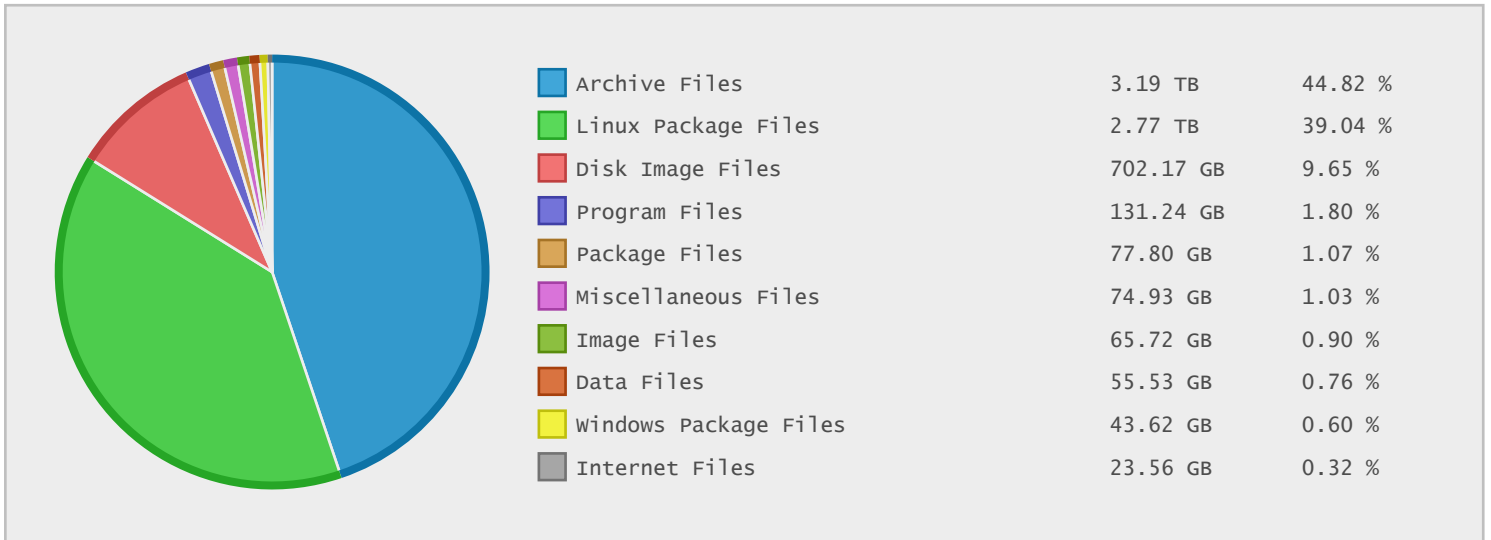 Archive Files 3.19 TB 44.82 %
Linux Package Files 2.77 TB 39.04 %
Disk Image Files 702.17 GB 9.65 %
Program Files 131.24 GB 1.80 %
Package Files 77.80 GB 1.07 %
Miscellaneous Files 74.93 GB 1.03 %
Image Files 65.72 GB 0.90 %
Data Files 55.53 GB 0.76 %
Windows Package Files 43.62 GB 0.60 %
Internet Files 23.56 GB 0.32 %